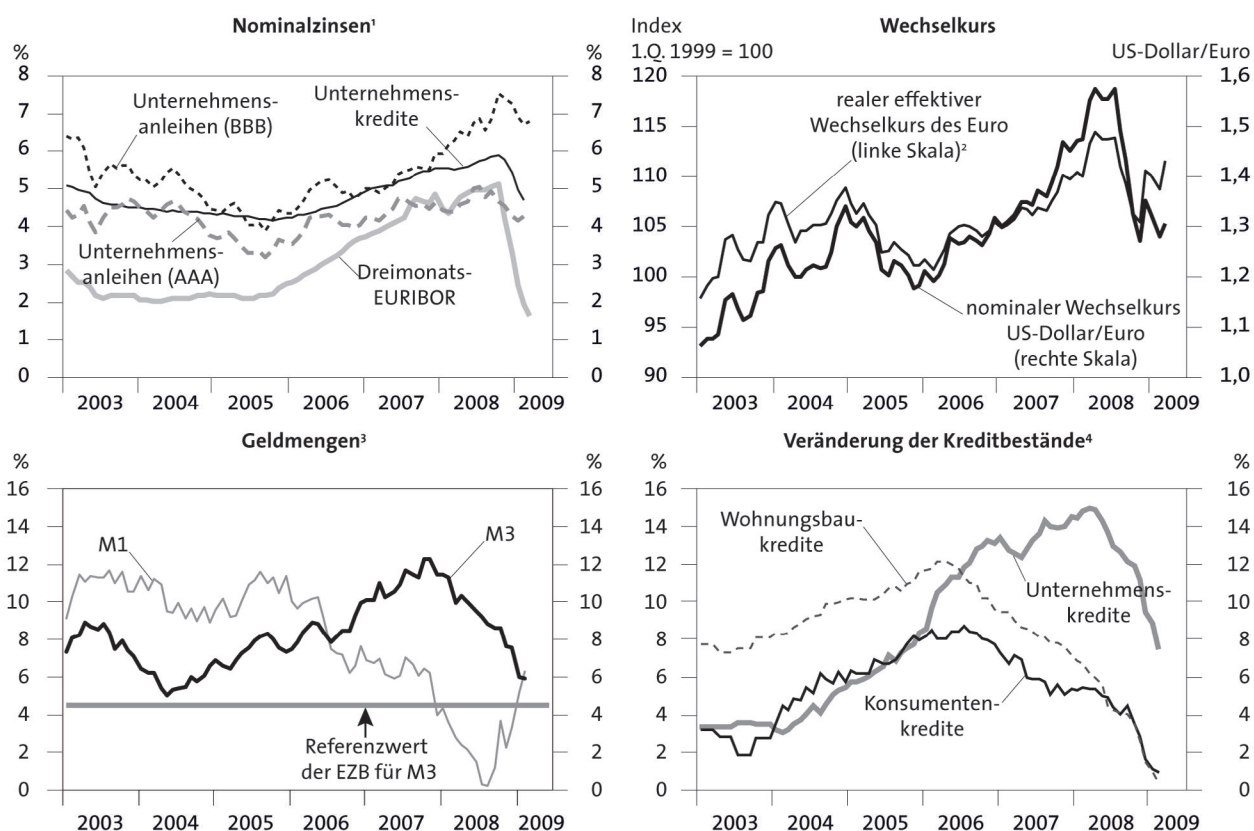 Nominalzinsen¹
%
%
8
7
6
5
4
3
2
1
0
Unternehmens-
anleihen (BBB)
Unternehmens-
kredite
Unternehmens-
anleihen (AAA)
Dreimonats-
EURIBOR
8
7
6
5
4
3
2
1
0
2003 2004 2005 2006 2007 2008 2009
Wechselkurs
Index
1.Q. 1999 = 100
US-Dollar/Euro
120
115
110
105
100
95
90
realer effektiver
Wechselkurs des Euro
(linke Skala)²
nominaler Wechselkurs
US-Dollar/Euro
(rechte Skala)
1,6
1,5
1,4
1,3
1,2
1,1
1,0
2003 2004 2005 2006 2007 2008 2009
Geldmengen³
%
%
16
14
12
10
8
6
4
2
0
M1
M3
Referenzwert
der EZB für M3
16
14
12
10
8
6
4
2
0
2003 2004 2005 2006 2007 2008 2009
Veränderung der Kreditbestände⁴
%
%
16
14
12
10
8
6
4
2
0
Wohnungsbau-
kredite
Unternehmens-
kredite
Konsumenten-
kredite
16
14
12
10
8
6
4
2
0
2003 2004 2005 2006 2007 2008 2009